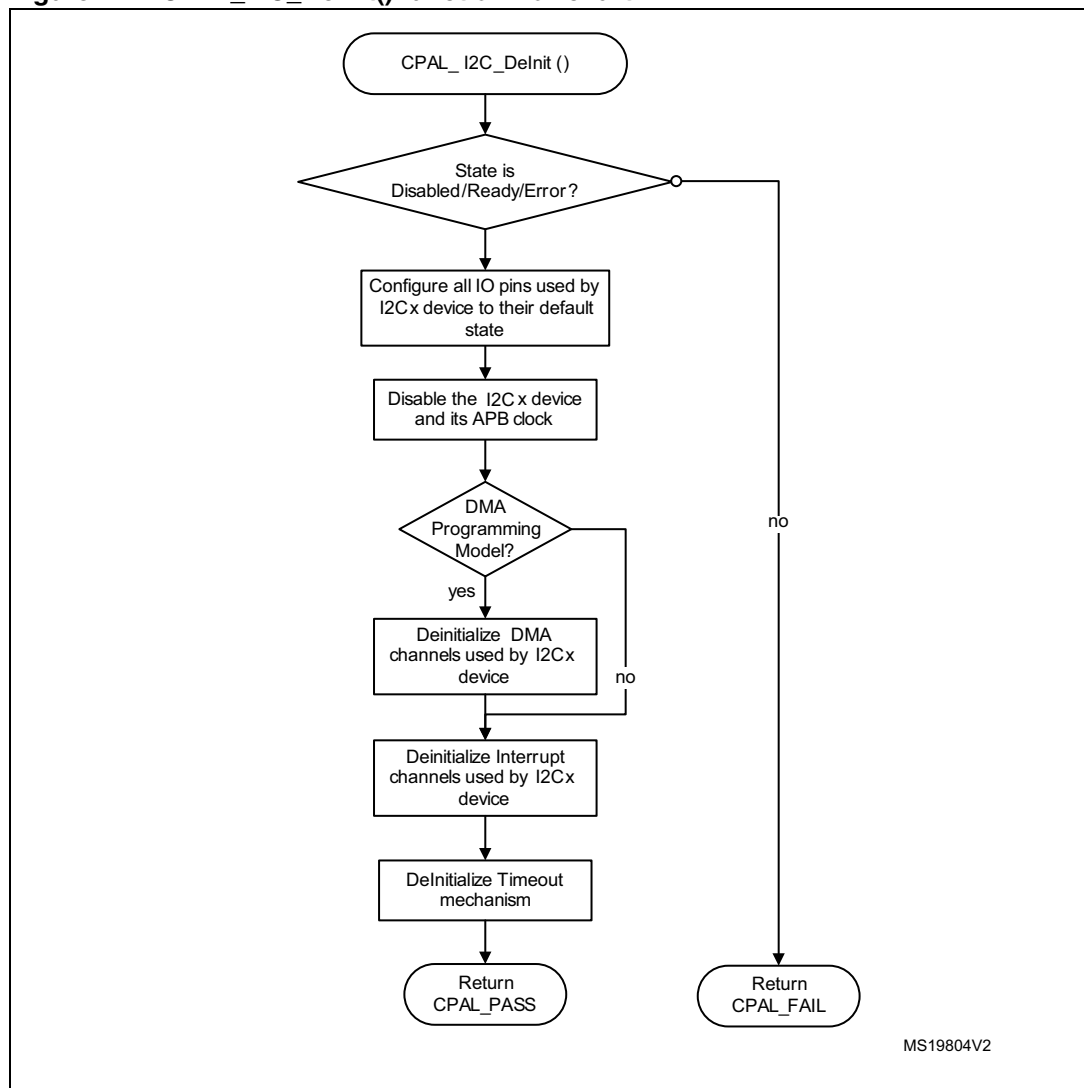 CPAL_ I2C_DeInit ()
State is
Disabled/Ready/Error?
Configure all IO pins used by
I2Cx device to their default
state
Disable the I2Cx device
and its APB clock
DMA
Programming
Model?
no
yes
Deinitialize DMA
channels used by I2Cx
device
no
Deinitialize Interrupt
channels used by I2Cx
device
DeInitialize Timeout
mechanism
Return
CPAL_PASS
Return
CPAL_FAIL
MS19804V2